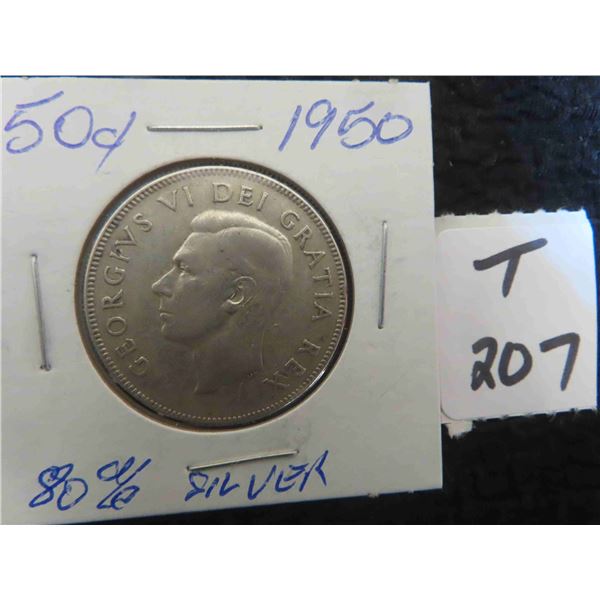 50¢ 1950
GEORGIVS VI DEI GRATIA REX
80% SILVER
T
207